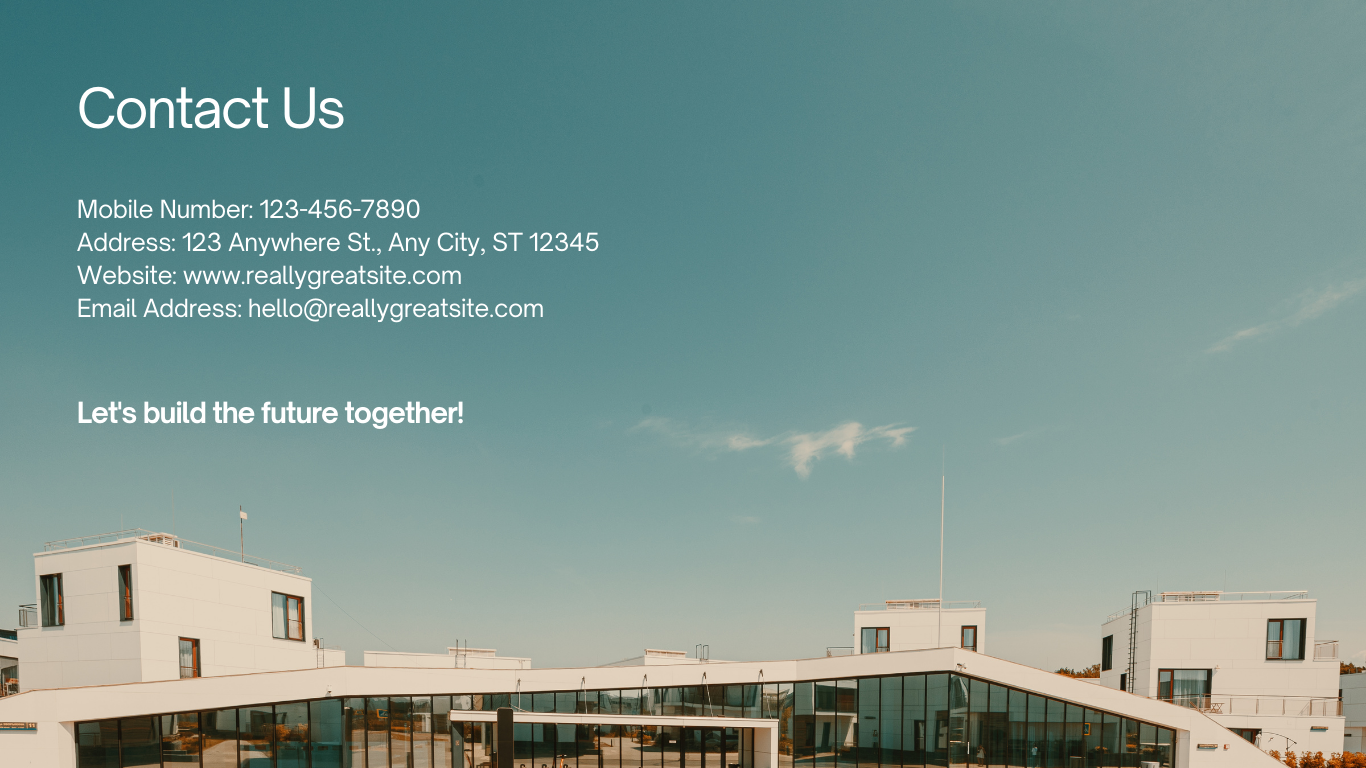 Contact Us
Mobile Number: 123-456-7890
Address: 123 Anywhere St., Any City, ST 12345
Website: www.reallygreatsite.com
Email Address: hello@reallygreatsite.com
Let's build the future together!